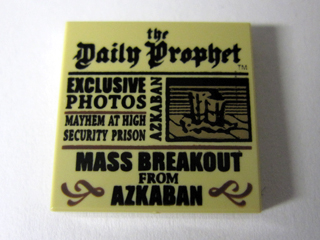 the
Daily Prophet
TM
EXCLUSIVE
PHOTOS
MAYHEM AT HIGH
SECURITY PRISON
AZKABAN
MASS BREAKOUT
FROM
AZKABAN